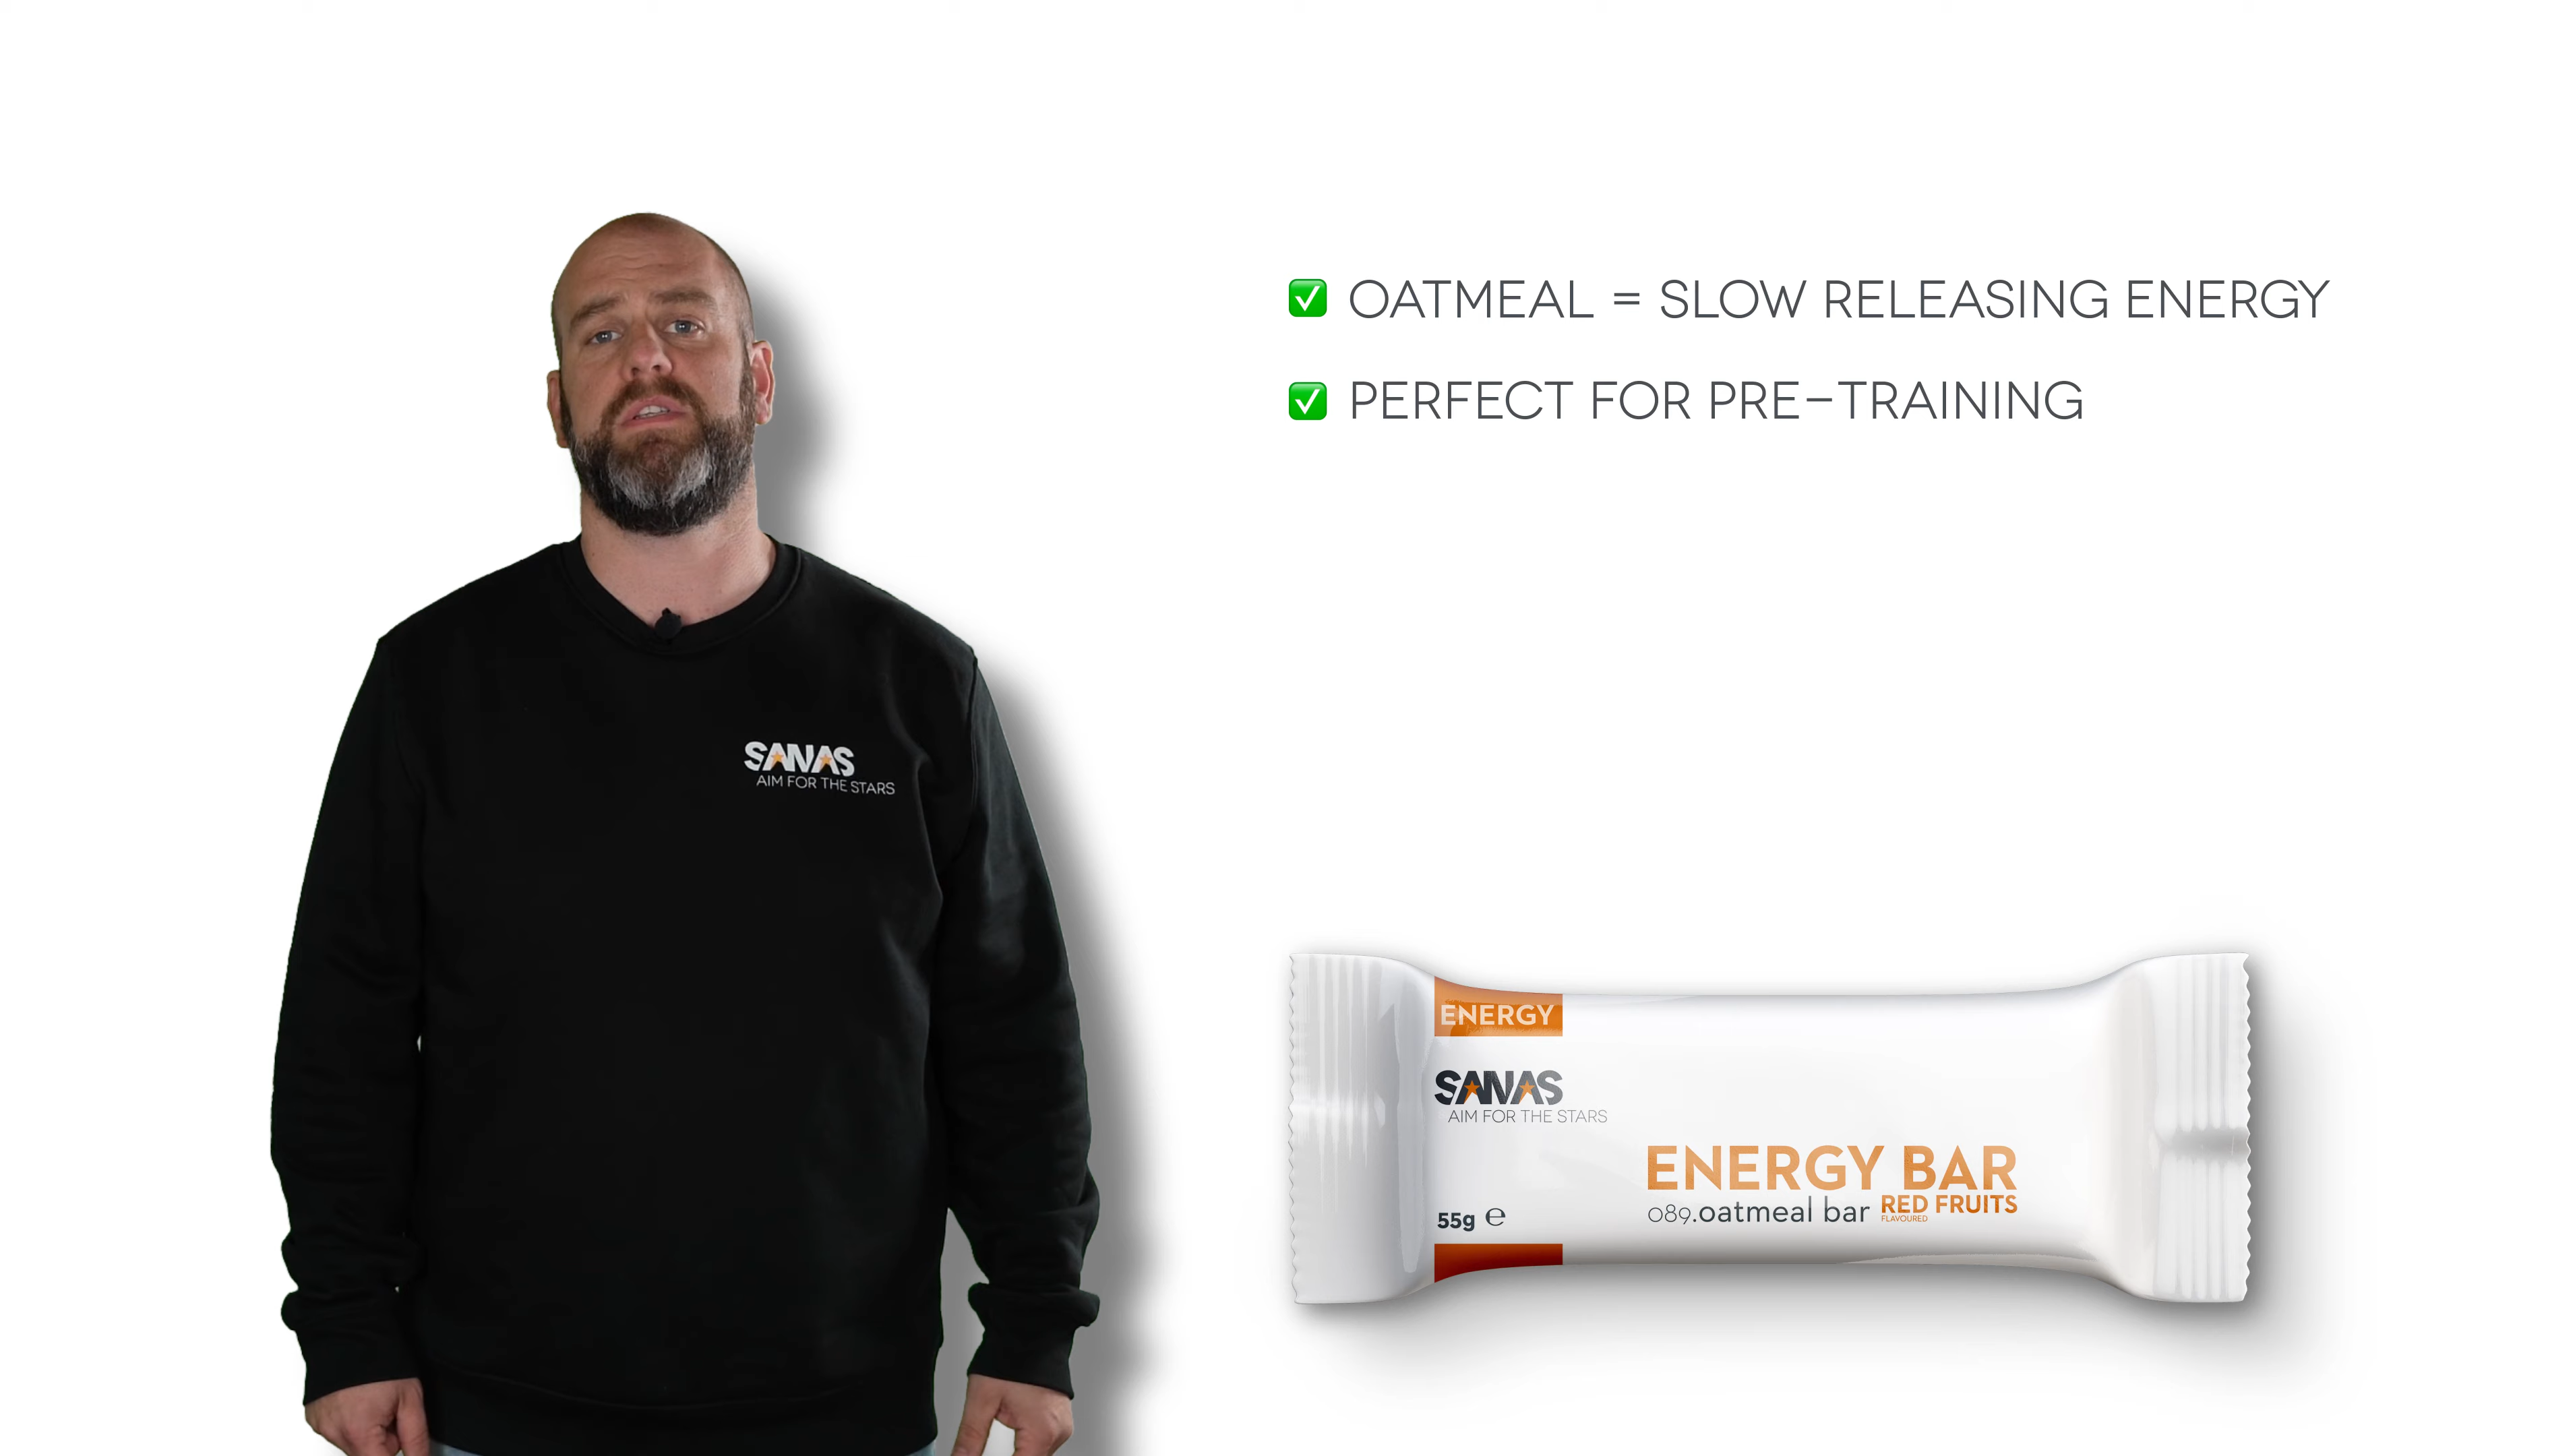 ✅ OATMEAL = SLOW RELEASING ENERGY
✅ PERFECT FOR PRE-TRAINING
SANAS
AIM FOR THE STARS
ENERGY
SANAS
AIM FOR THE STARS
ENERGY BAR
089.oatmeal bar RED FRUITS
FLAVOURED
55g ℮